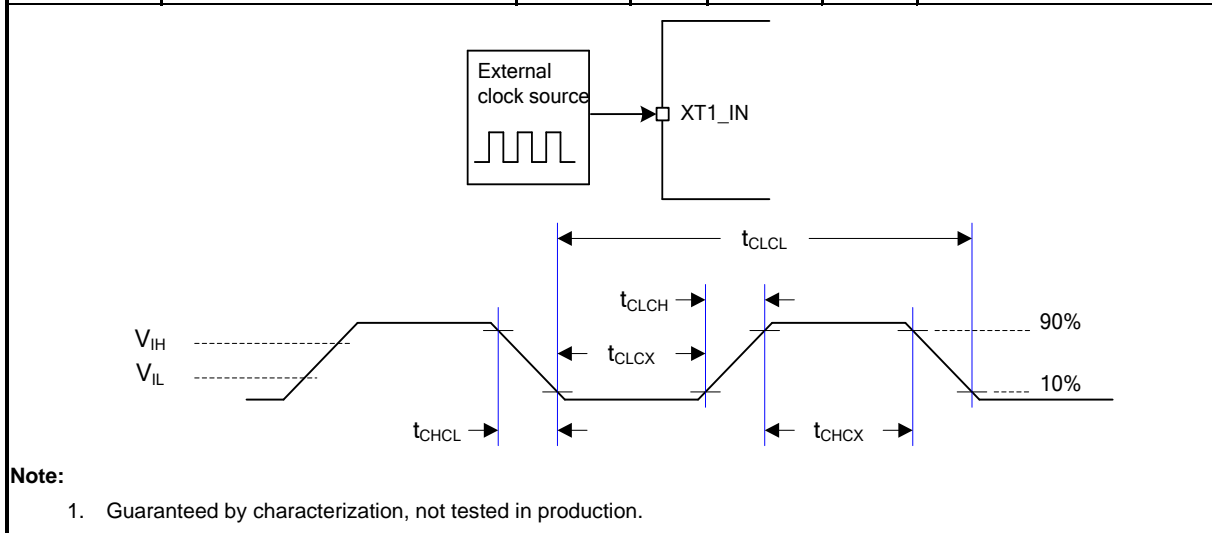 External
clock source
XT1_IN
tCLCL
tCLCH
90%
VIH
tCLCX
VIL
10%
tCHCL
tCHCX
Note:
1. Guaranteed by characterization, not tested in production.